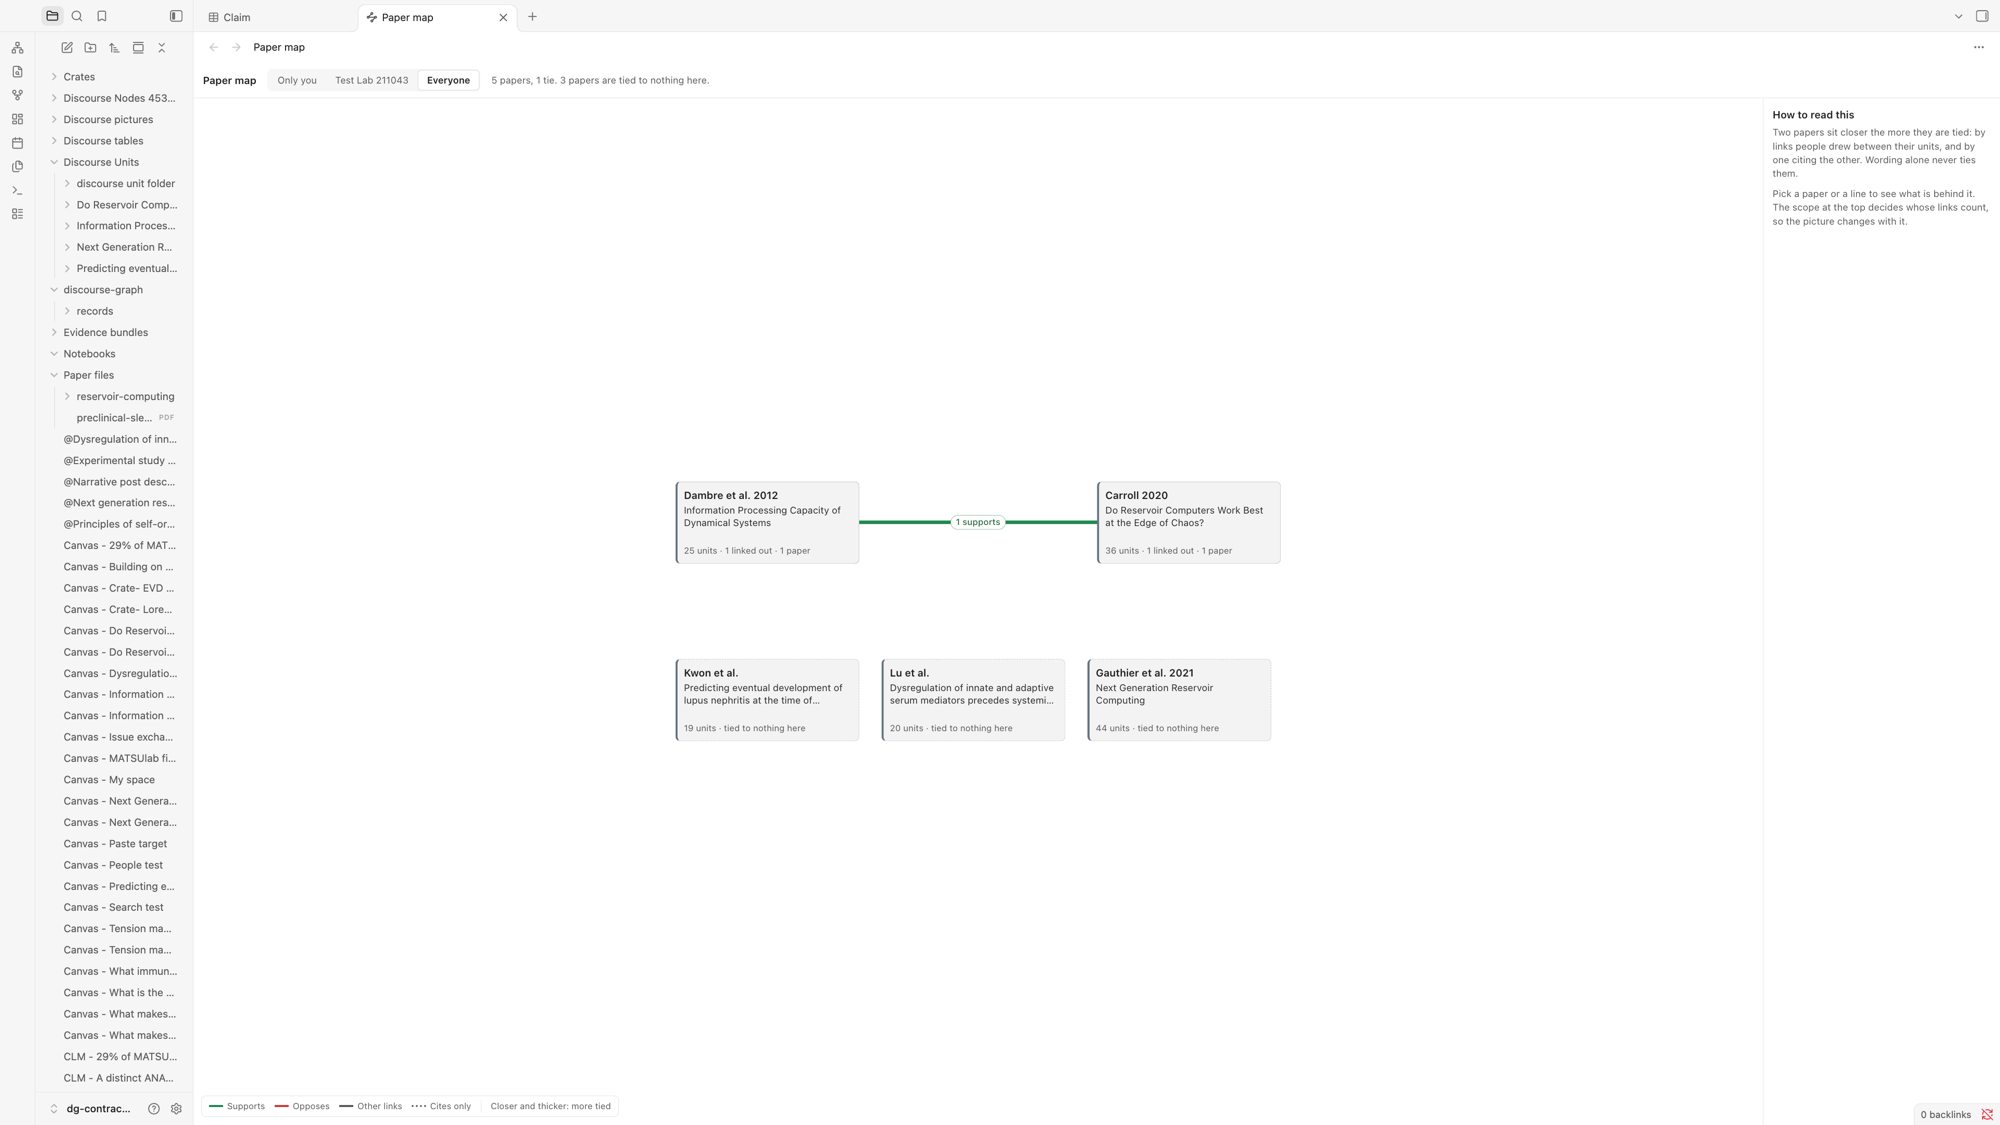 Claim
Paper map
Paper map
Paper map
Only you
Test Lab 211043
Everyone
5 papers, 1 tie. 3 papers are tied to nothing here.
Crates
Discourse Nodes 453...
Discourse pictures
Discourse tables
Discourse Units
discourse unit folder
Do Reservoir Comp...
Information Proces...
Next Generation R...
Predicting eventual...
discourse-graph
records
Evidence bundles
Notebooks
Paper files
reservoir-computing
preclinical-sle... PDF
@Dysregulation of inn...
@Experimental study ...
@Narrative post desc...
@Next generation res...
@Principles of self-or...
Canvas - 29% of MAT...
Canvas - Building on ...
Canvas - Crate- EVD ...
Canvas - Crate- Lore...
Canvas - Do Reservoi...
Canvas - Do Reservoi...
Canvas - Dysregulatio...
Canvas - Information ...
Canvas - Information ...
Canvas - Issue excha...
Canvas - MATSUlab fi...
Canvas - My space
Canvas - Next Genera...
Canvas - Next Genera...
Canvas - Paste target
Canvas - People test
Canvas - Predicting e...
Canvas - Search test
Canvas - Tension ma...
Canvas - Tension ma...
Canvas - What immun...
Canvas - What is the ...
Canvas - What makes...
Canvas - What makes...
CLM - 29% of MATSU...
CLM - A distinct ANA...
dg-contrac...
Dambre et al. 2012
Information Processing Capacity of
Dynamical Systems
25 units · 1 linked out · 1 paper
1 supports
Carroll 2020
Do Reservoir Computers Work Best
at the Edge of Chaos?
36 units · 1 linked out · 1 paper
Kwon et al.
Predicting eventual development of
lupus nephritis at the time of...
19 units · tied to nothing here
Lu et al.
Dysregulation of innate and adaptive
serum mediators precedes systemi...
20 units · tied to nothing here
Gauthier et al. 2021
Next Generation Reservoir
Computing
44 units · tied to nothing here
Supports
Opposes
Other links
Cites only
Closer and thicker: more tied
How to read this
Two papers sit closer the more they are tied: by
links people drew between their units, and by
one citing the other. Wording alone never ties
them.
Pick a paper or a line to see what is behind it.
The scope at the top decides whose links count,
so the picture changes with it.
0 backlinks